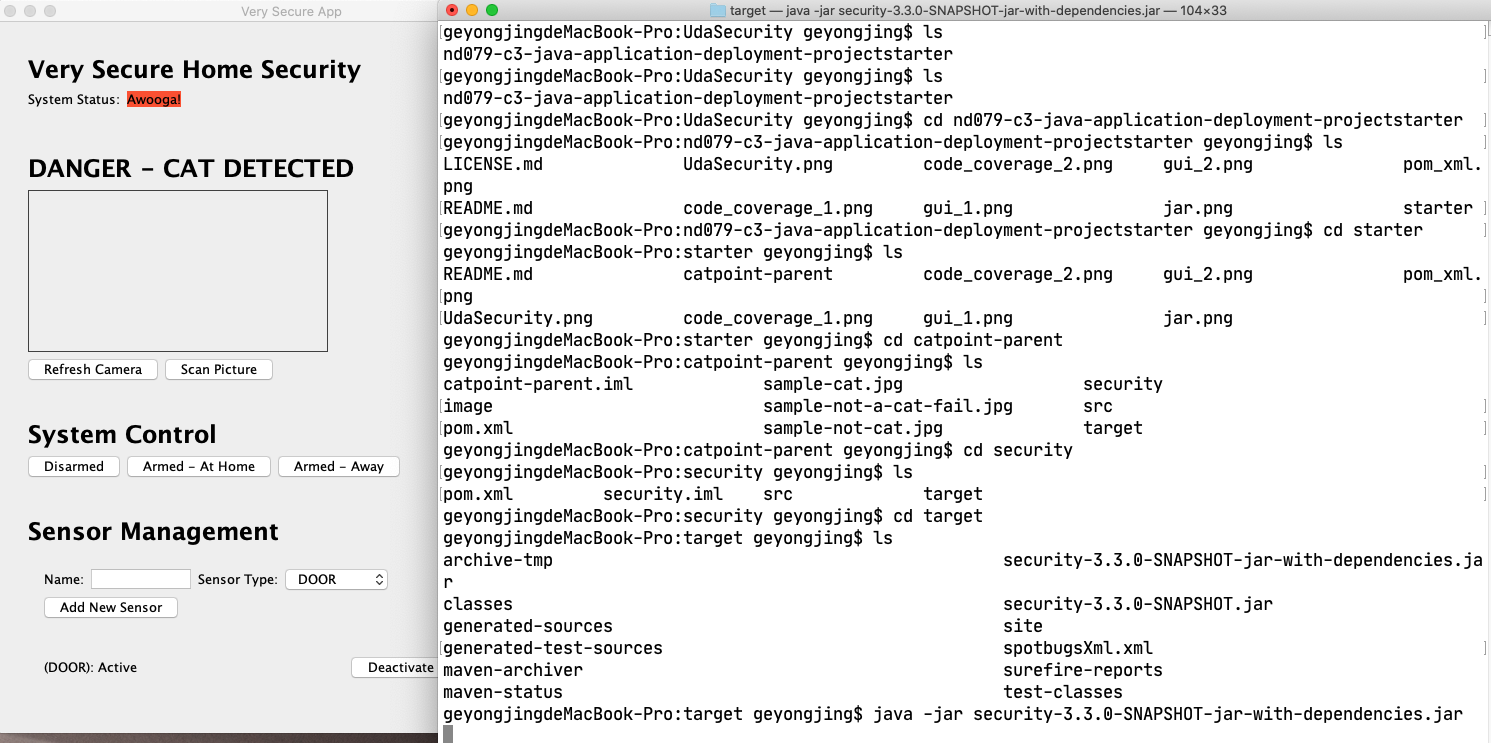 Very Secure App
Very Secure Home Security
System Status: Awooga!
DANGER - CAT DETECTED
Refresh Camera Scan Picture
System Control
Disarmed Armed - At Home Armed - Away
Sensor Management
Name: Sensor Type: DOOR
Add New Sensor
(DOOR): Active Deactivate
target — java -jar security-3.3.0-SNAPSHOT-jar-with-dependencies.jar — 104×33
[geyongjingdeMacBook-Pro:UdaSecurity geyongjing$ ls ]
nd079-c3-java-application-deployment-projectstarter
[geyongjingdeMacBook-Pro:UdaSecurity geyongjing$ ls ]
nd079-c3-java-application-deployment-projectstarter
[geyongjingdeMacBook-Pro:UdaSecurity geyongjing$ cd nd079-c3-java-application-deployment-projectstarter ]
[geyongjingdeMacBook-Pro:nd079-c3-java-application-deployment-projectstarter geyongjing$ ls ]
LICENSE.md UdaSecurity.png code_coverage_2.png gui_2.png pom_xml.
png
[README.md code_coverage_1.png gui_1.png jar.png starter ]
[geyongjingdeMacBook-Pro:nd079-c3-java-application-deployment-projectstarter geyongjing$ cd starter ]
geyongjingdeMacBook-Pro:starter geyongjing$ ls
README.md catpoint-parent code_coverage_2.png gui_2.png pom_xml.
[png ]
[UdaSecurity.png code_coverage_1.png gui_1.png jar.png ]
geyongjingdeMacBook-Pro:starter geyongjing$ cd catpoint-parent
geyongjingdeMacBook-Pro:catpoint-parent geyongjing$ ls
catpoint-parent.iml sample-cat.jpg security
[image sample-not-a-cat-fail.jpg src ]
[pom.xml sample-not-cat.jpg target ]
geyongjingdeMacBook-Pro:catpoint-parent geyongjing$ cd security
[geyongjingdeMacBook-Pro:security geyongjing$ ls ]
[pom.xml security.iml src target ]
geyongjingdeMacBook-Pro:security geyongjing$ cd target
geyongjingdeMacBook-Pro:target geyongjing$ ls
archive-tmp security-3.3.0-SNAPSHOT-jar-with-dependencies.ja
r
classes security-3.3.0-SNAPSHOT.jar
generated-sources site
[generated-test-sources spotbugsXml.xml ]
maven-archiver surefire-reports
maven-status test-classes
geyongjingdeMacBook-Pro:target geyongjing$ java -jar security-3.3.0-SNAPSHOT-jar-with-dependencies.jar